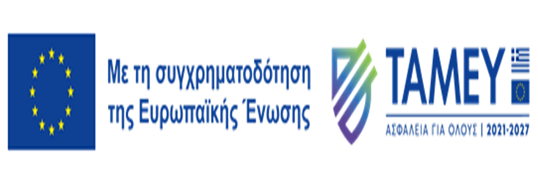 Με τη συγχρηματοδότηση
της Ευρωπαϊκής Ένωσης
ΤΑΜΕΥ
ΑΣΦΑΛΕΙΑ ΓΙΑ ΟΛΟΥΣ | 2021-2027